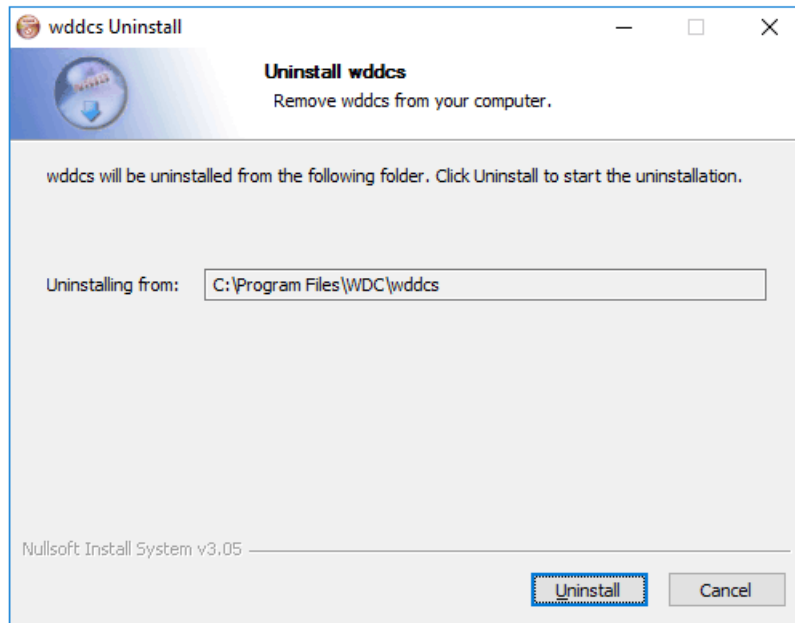 wddcs Uninstall
Uninstall wddcs
Remove wddcs from your computer.
wddcs will be uninstalled from the following folder. Click Uninstall to start the uninstallation.
Uninstalling from: C:\Program Files\WDC\wddcs
Nullsoft Install System v3.05
Uninstall Cancel